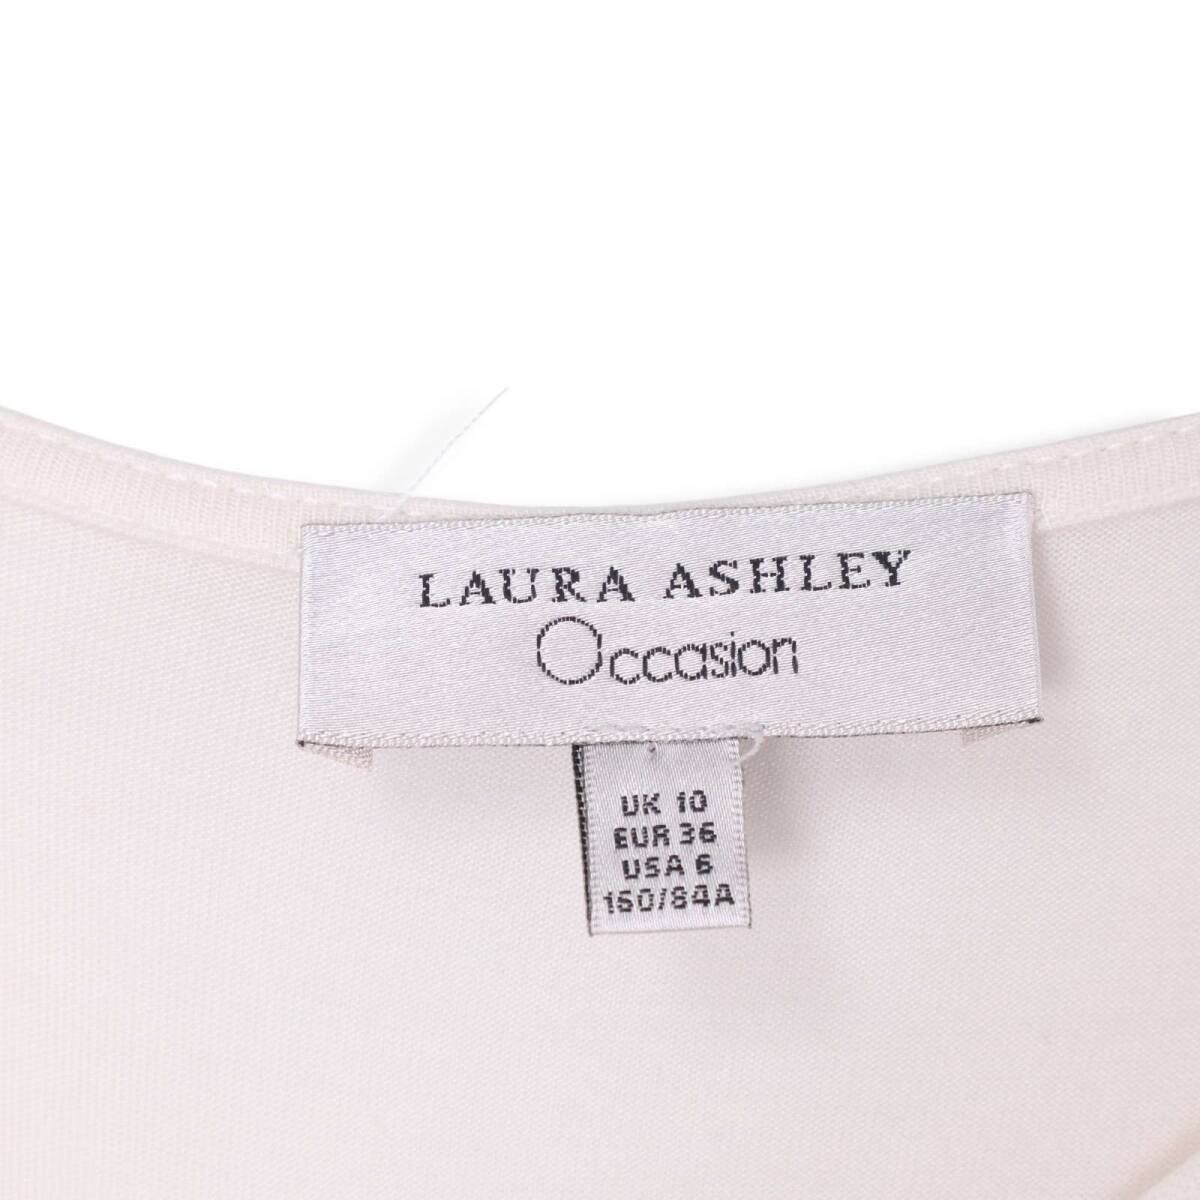 LAURA ASHLEY
Occasion
UK 10
EUR 36
USA 6
160/84A